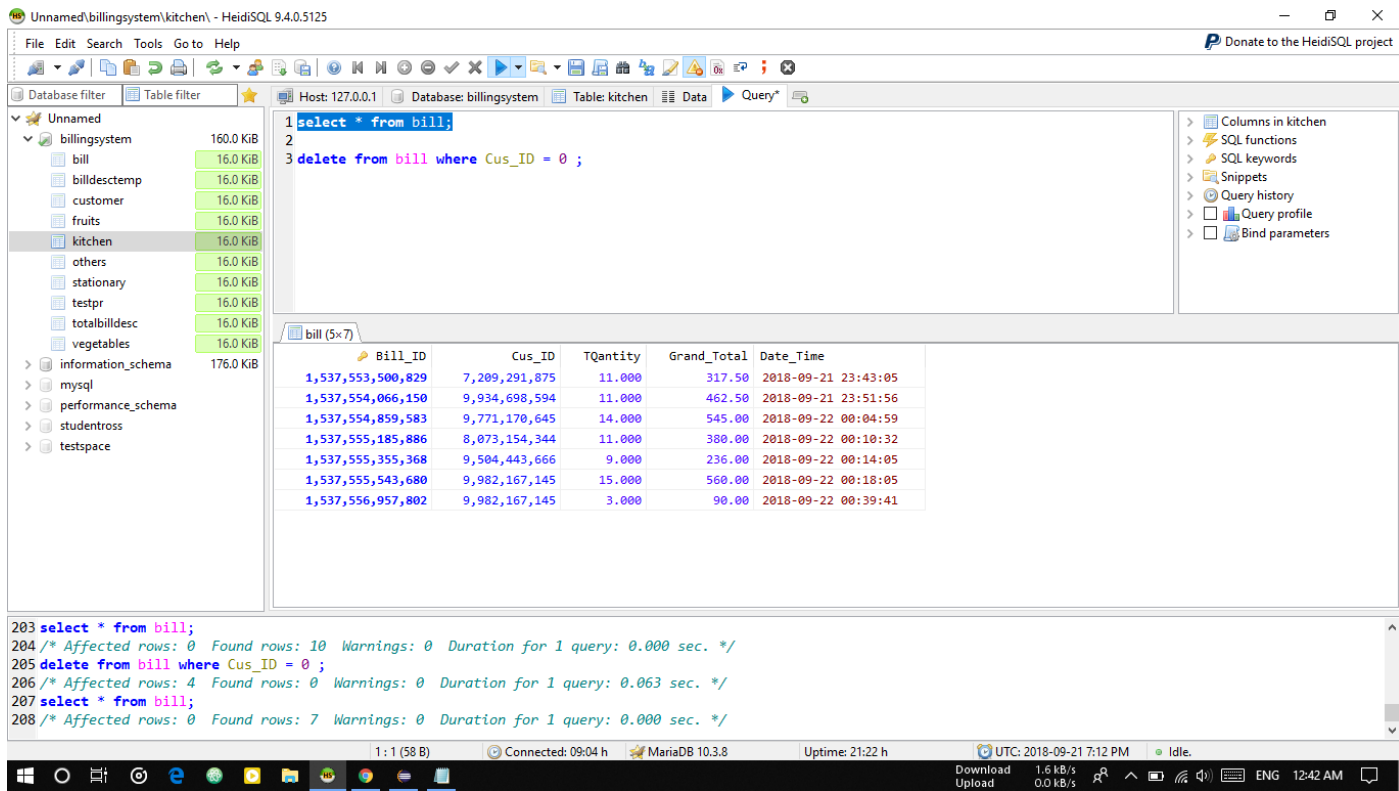 Unnamed\billingsystem\kitchen\ - HeidiSQL 9.4.0.5125
File Edit Search Tools Go to Help
Donate to the HeidiSQL project
Database filter Table filter
Host: 127.0.0.1 Database: billingsystem Table: kitchen Data Query*
Unnamed
billingsystem 160.0 KiB
bill 16.0 KiB
billdesctemp 16.0 KiB
customer 16.0 KiB
fruits 16.0 KiB
kitchen 16.0 KiB
others 16.0 KiB
stationary 16.0 KiB
testpr 16.0 KiB
totalbilldesc 16.0 KiB
vegetables 16.0 KiB
information_schema 176.0 KiB
mysql
performance_schema
studentross
testspace
1 select * from bill;
2
3 delete from bill where Cus_ID = 0 ;
Columns in kitchen
SQL functions
SQL keywords
Snippets
Query history
Query profile
Bind parameters
bill (5×7)
Bill_ID Cus_ID TQantity Grand_Total Date_Time
1,537,553,500,829 7,209,291,875 11.000 317.50 2018-09-21 23:43:05
1,537,554,066,150 9,934,698,594 11.000 462.50 2018-09-21 23:51:56
1,537,554,859,583 9,771,170,645 14.000 545.00 2018-09-22 00:04:59
1,537,555,185,886 8,073,154,344 11.000 380.00 2018-09-22 00:10:32
1,537,555,355,368 9,504,443,666 9.000 236.00 2018-09-22 00:14:05
1,537,555,543,680 9,982,167,145 15.000 560.00 2018-09-22 00:18:05
1,537,556,957,802 9,982,167,145 3.000 90.00 2018-09-22 00:39:41
203 select * from bill;
204 /* Affected rows: 0 Found rows: 10 Warnings: 0 Duration for 1 query: 0.000 sec. */
205 delete from bill where Cus_ID = 0 ;
206 /* Affected rows: 4 Found rows: 0 Warnings: 0 Duration for 1 query: 0.063 sec. */
207 select * from bill;
208 /* Affected rows: 0 Found rows: 7 Warnings: 0 Duration for 1 query: 0.000 sec. */
1 : 1 (58 B) Connected: 09:04 h MariaDB 10.3.8 Uptime: 21:22 h UTC: 2018-09-21 7:12 PM Idle.
Download 1.6 kB/s
Upload 0.0 kB/s
ENG 12:42 AM